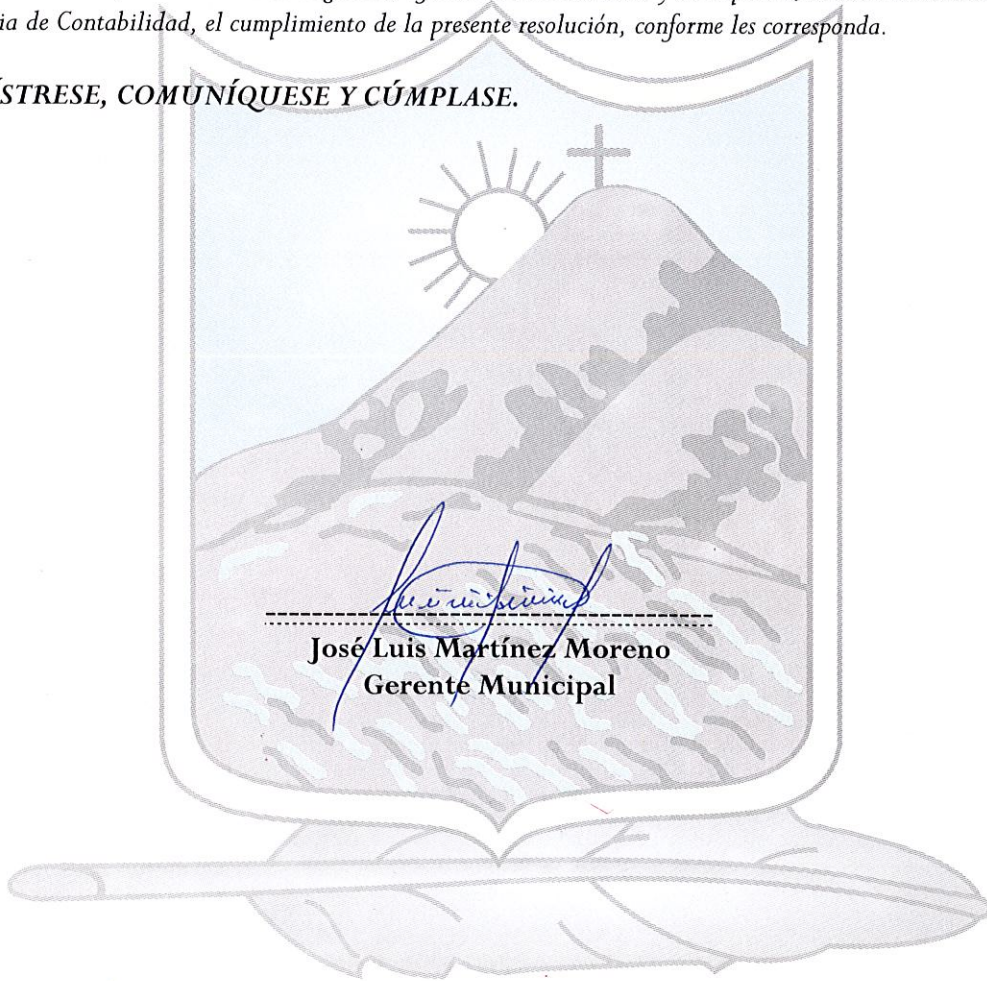 ia de Contabilidad, el cumplimiento de la presente resolución, conforme les corresponda.
STRESE, COMUNÍQUESE Y CÚMPLASE.
José Luis Martínez Moreno
Gerente Municipal